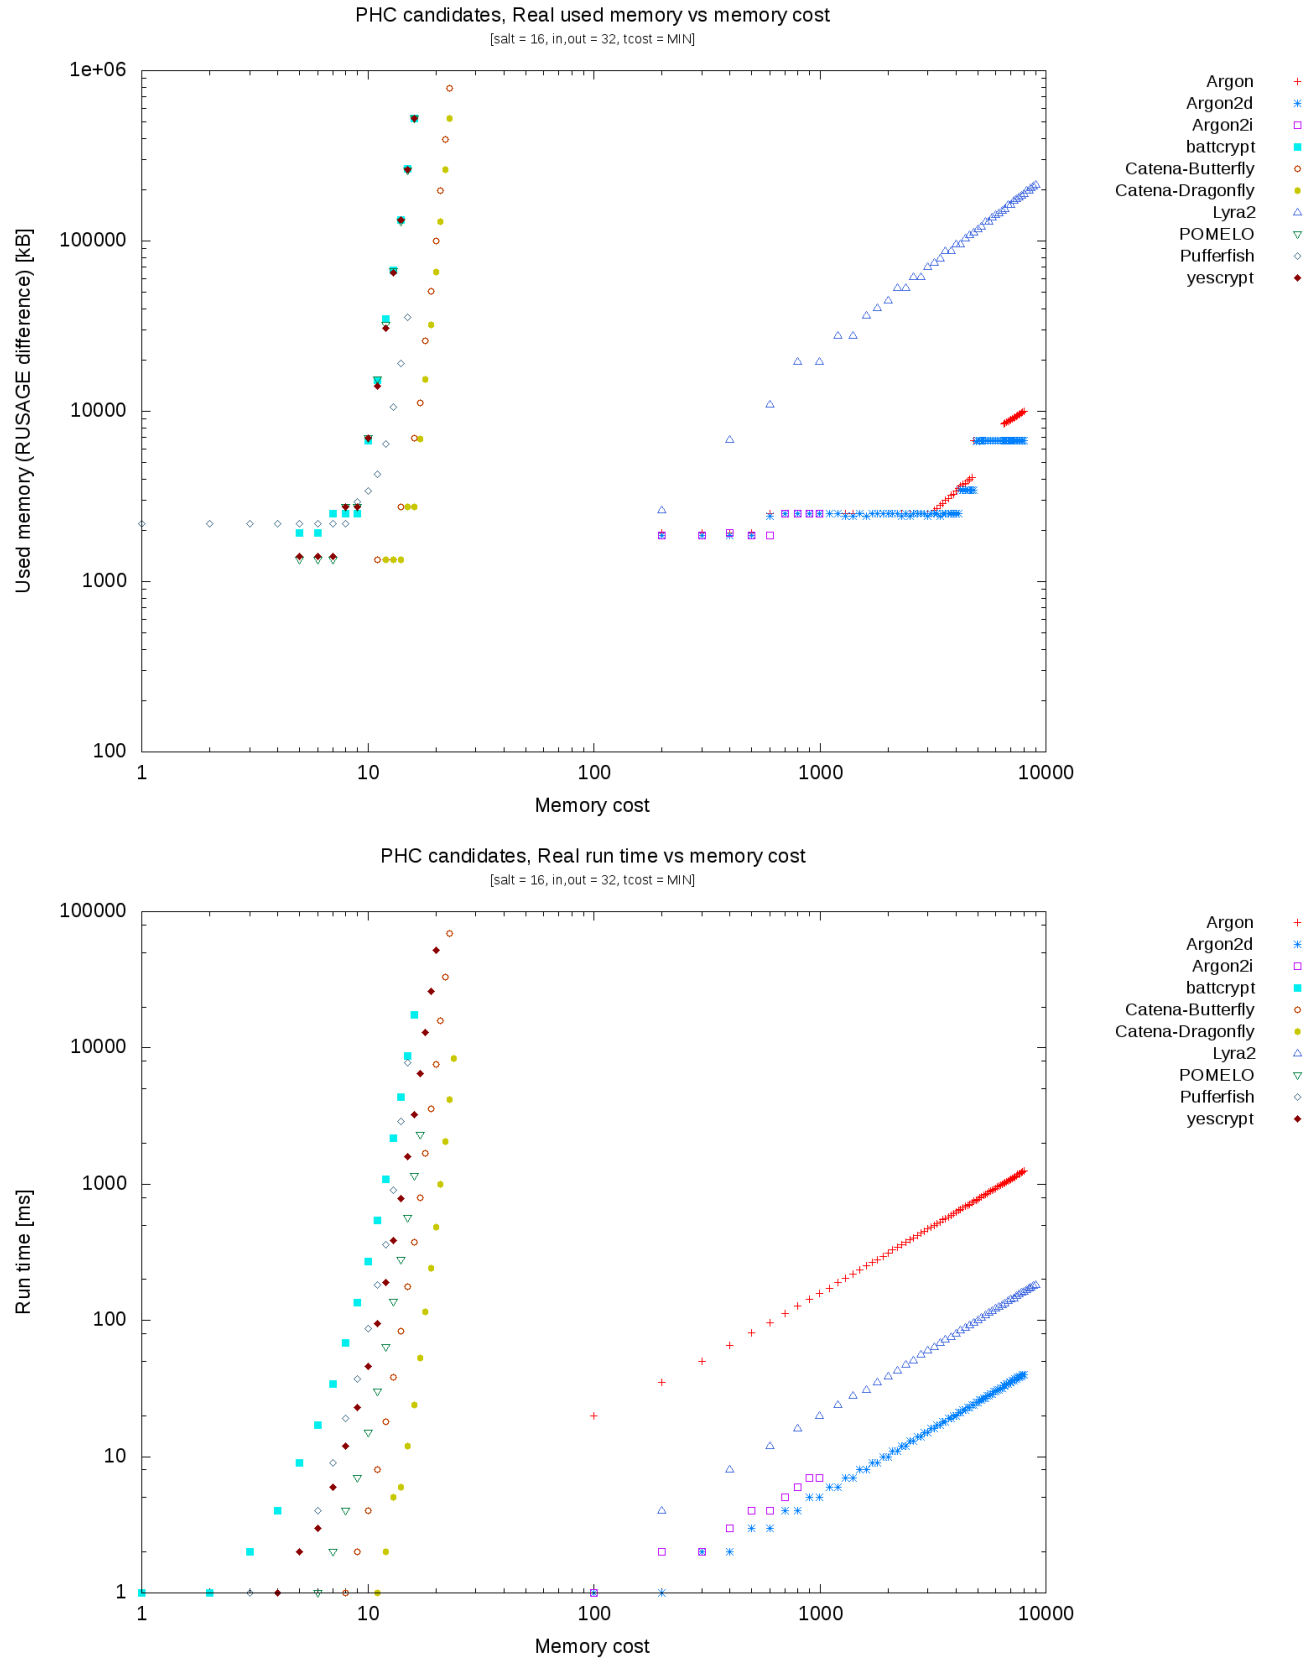 PHC candidates, Real used memory vs memory cost
[salt = 16, in,out = 32, tcost = MIN]
Used memory (RUSAGE difference) [kB]
1e+06
100000
10000
1000
100
1
10
100
1000
10000
Memory cost
Argon
Argon2d
Argon2i
battcrypt
Catena-Butterfly
Catena-Dragonfly
Lyra2
POMELO
Pufferfish
yescrypt
PHC candidates, Real run time vs memory cost
[salt = 16, in,out = 32, tcost = MIN]
Run time [ms]
100000
10000
1000
100
10
1
1
10
100
1000
10000
Memory cost
Argon
Argon2d
Argon2i
battcrypt
Catena-Butterfly
Catena-Dragonfly
Lyra2
POMELO
Pufferfish
yescrypt